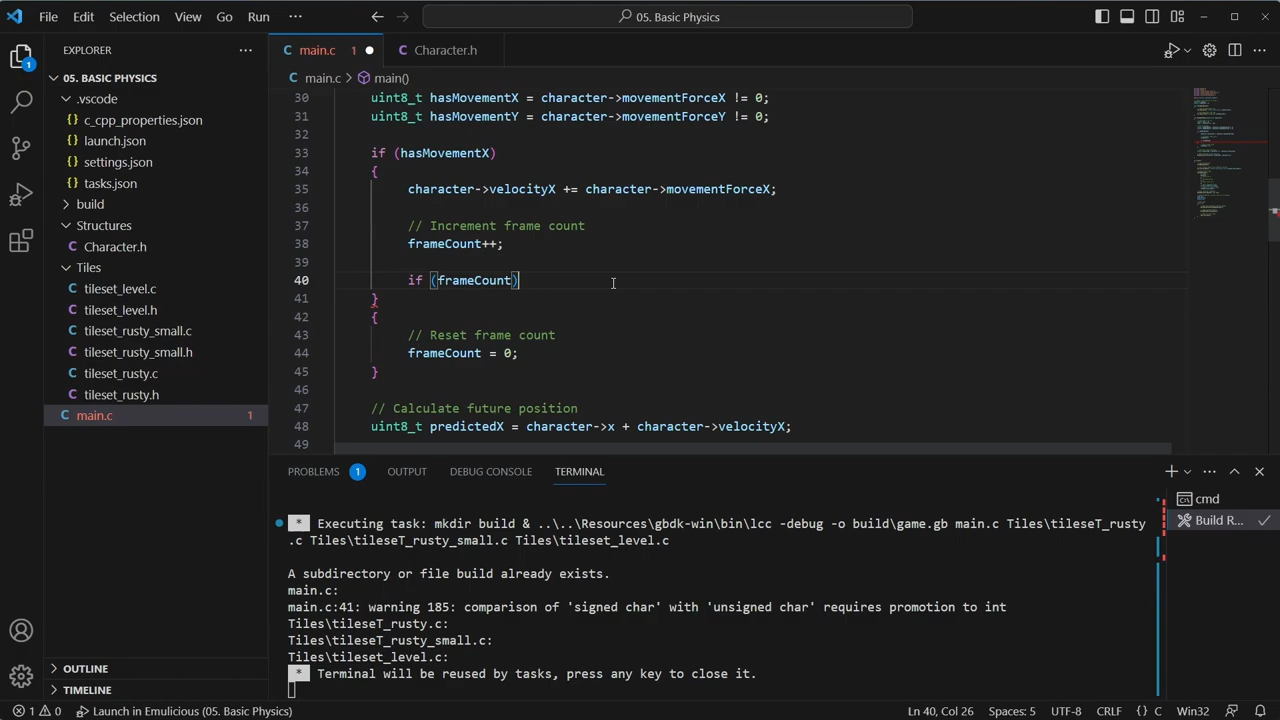 File Edit Selection View Go Run ··· 05. Basic Physics
EXPLORER ···
05. BASIC PHYSICS
.vscode
c_cpp_properties.json
launch.json
settings.json
tasks.json
build
Structures
Character.h
Tiles
tileset_level.c
tileset_level.h
tileset_rusty_small.c
tileset_rusty_small.h
tileset_rusty.c
tileset_rusty.h
main.c 1
OUTLINE
TIMELINE
1
main.c 1 Character.h
main.c > main()
30 uint8_t hasMovementX = character->movementForceX != 0;
31 uint8_t hasMovementY = character->movementForceY != 0;
32
33 if (hasMovementX)
34 {
35 character->velocityX += character->movementForceX;
36
37 // Increment frame count
38 frameCount++;
39
40 if (frameCount)
41 }
42 {
43 // Reset frame count
44 frameCount = 0;
45 }
46
47 // Calculate future position
48 uint8_t predictedX = character->x + character->velocityX;
49
PROBLEMS 1 OUTPUT DEBUG CONSOLE TERMINAL
* Executing task: mkdir build & ..\..\Resources\gbdk-win\bin\lcc -debug -o build\game.gb main.c Tiles\tileseT_rusty
.c Tiles\tileseT_rusty_small.c Tiles\tileset_level.c
A subdirectory or file build already exists.
main.c:
main.c:41: warning 185: comparison of 'signed char' with 'unsigned char' requires promotion to int
Tiles\tileseT_rusty.c:
Tiles\tileseT_rusty_small.c:
Tiles\tileset_level.c:
* Terminal will be reused by tasks, press any key to close it.
cmd
Build R...
1 0 Launch in Emulicious (05. Basic Physics) Ln 40, Col 26 Spaces: 5 UTF-8 CRLF {} C Win32